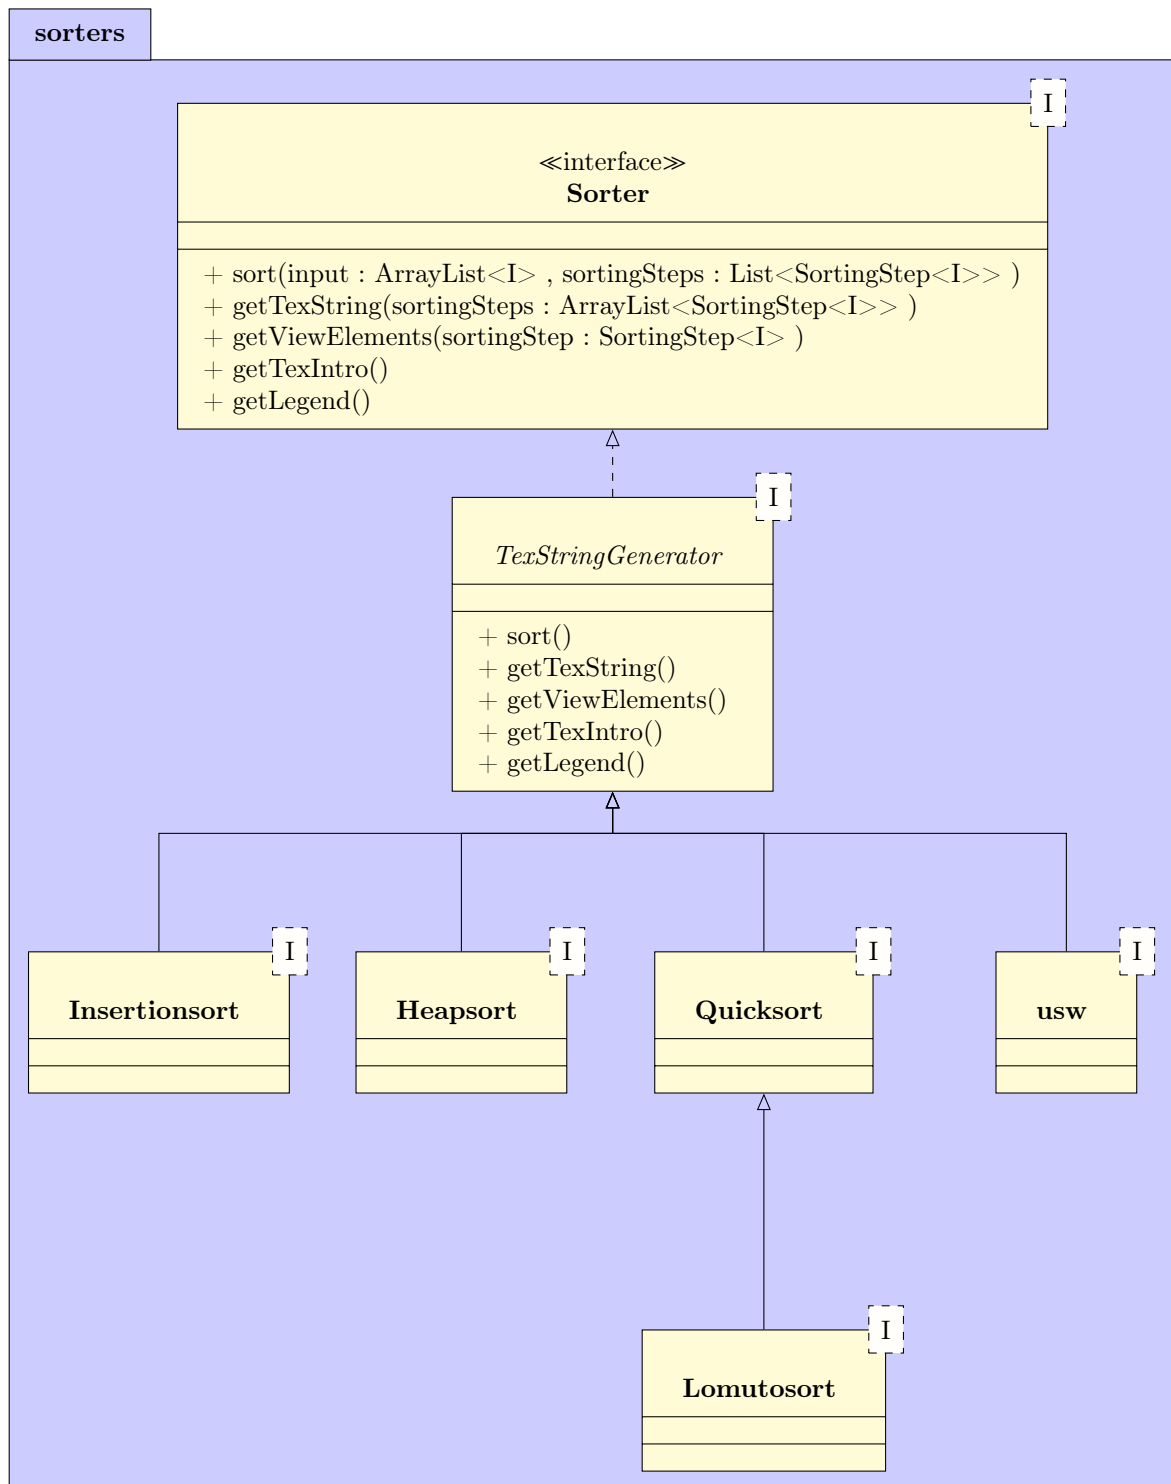 sorters
I
≪interface≫
Sorter
+ sort(input : ArrayList<I> , sortingSteps : List<SortingStep<I>> )
+ getTexString(sortingSteps : ArrayList<SortingStep<I>> )
+ getViewElements(sortingStep : SortingStep<I> )
+ getTexIntro()
+ getLegend()
I
TexStringGenerator
+ sort()
+ getTexString()
+ getViewElements()
+ getTexIntro()
+ getLegend()
I
Insertionsort
I
Heapsort
I
Quicksort
I
usw
I
Lomutosort